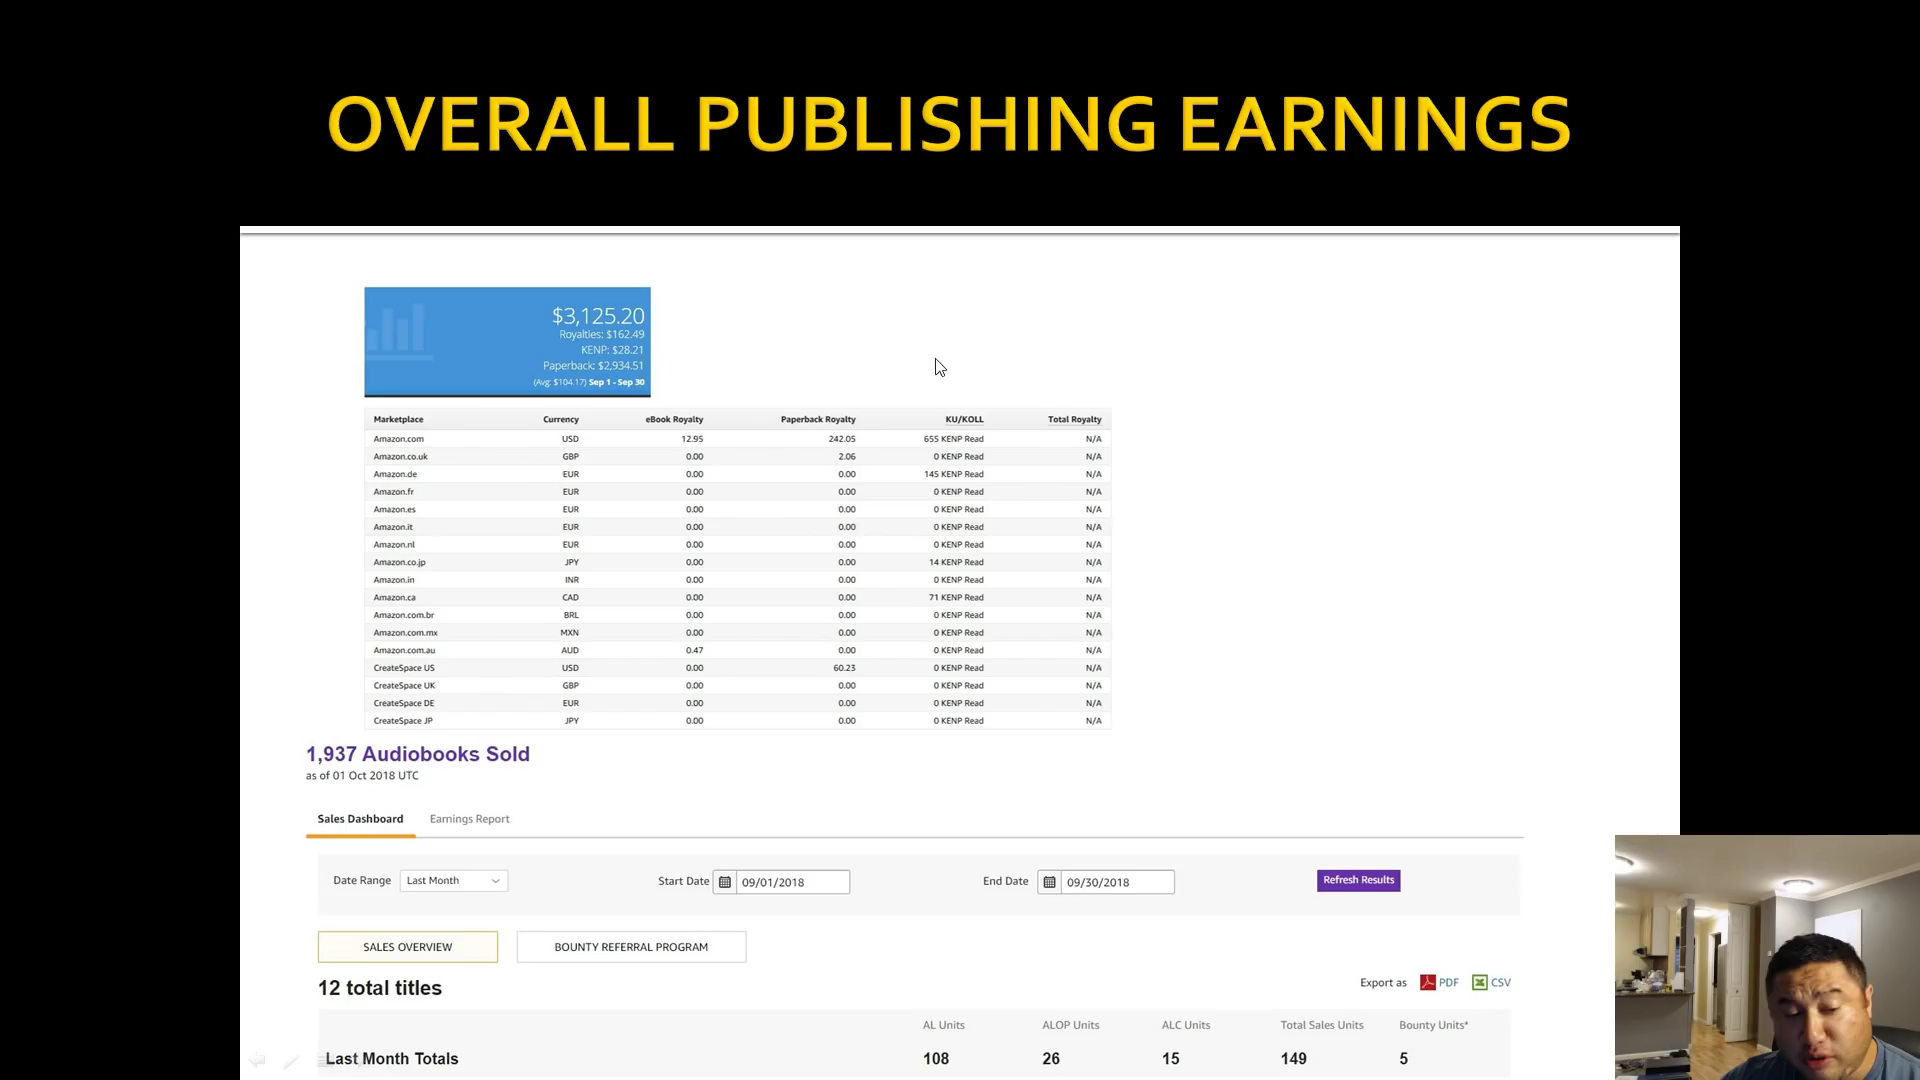 OVERALL PUBLISHING EARNINGS
$3,125.20
Royalties: $162.49
KENP: $28.21
Paperback: $2,934.51
(Avg: $104.17) Sep 1 - Sep 30
Marketplace Currency eBook Royalty Paperback Royalty KU/KOLL Total Royalty
Amazon.com USD 12.95 242.05 655 KENP Read N/A
Amazon.co.uk GBP 0.00 2.06 0 KENP Read N/A
Amazon.de EUR 0.00 0.00 145 KENP Read N/A
Amazon.fr EUR 0.00 0.00 0 KENP Read N/A
Amazon.es EUR 0.00 0.00 0 KENP Read N/A
Amazon.it EUR 0.00 0.00 0 KENP Read N/A
Amazon.nl EUR 0.00 0.00 0 KENP Read N/A
Amazon.co.jp JPY 0.00 0.00 14 KENP Read N/A
Amazon.in INR 0.00 0.00 0 KENP Read N/A
Amazon.ca CAD 0.00 0.00 71 KENP Read N/A
Amazon.com.br BRL 0.00 0.00 0 KENP Read N/A
Amazon.com.mx MXN 0.00 0.00 0 KENP Read N/A
Amazon.com.au AUD 0.47 0.00 0 KENP Read N/A
CreateSpace US USD 0.00 60.23 0 KENP Read N/A
CreateSpace UK GBP 0.00 0.00 0 KENP Read N/A
CreateSpace DE EUR 0.00 0.00 0 KENP Read N/A
CreateSpace JP JPY 0.00 0.00 0 KENP Read N/A
1,937 Audiobooks Sold
as of 01 Oct 2018 UTC
Sales Dashboard Earnings Report
Date Range Last Month Start Date 09/01/2018 End Date 09/30/2018 Refresh Results
SALES OVERVIEW BOUNTY REFERRAL PROGRAM
12 total titles Export as PDF CSV
AL Units ALOP Units ALC Units Total Sales Units Bounty Units*
Last Month Totals 108 26 15 149 5